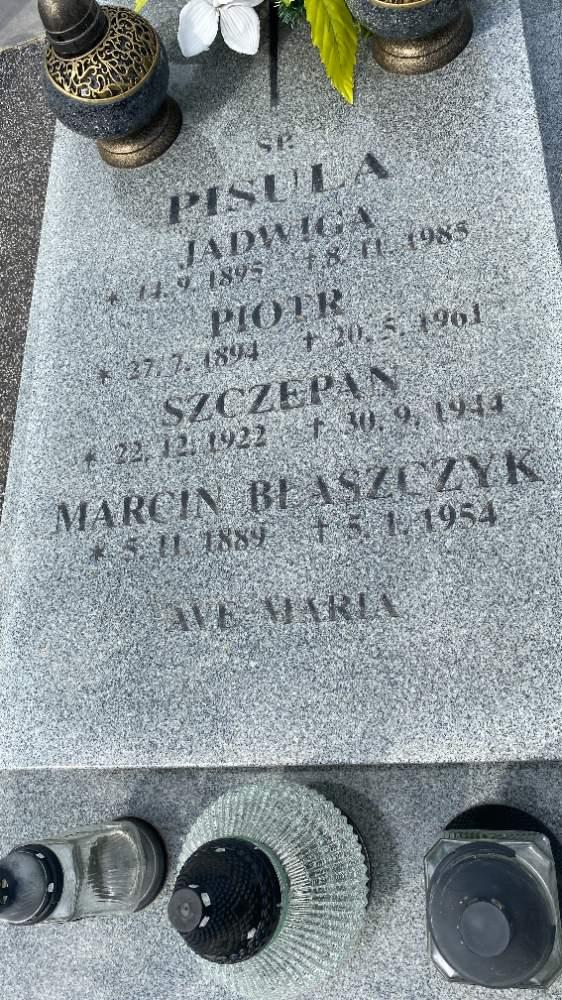 SP.
PISULA
JADWIGA
* 14. 9. 1895 † 8. 11. 1985
PIOTR
* 27. 7. 1894 † 20. 5. 1961
SZCZEPAN
* 22. 12. 1922 † 30. 9. 1944
MARCIN BŁASZCZYK
* 5. 11. 1889 † 5. 1. 1954
AVE MARIA